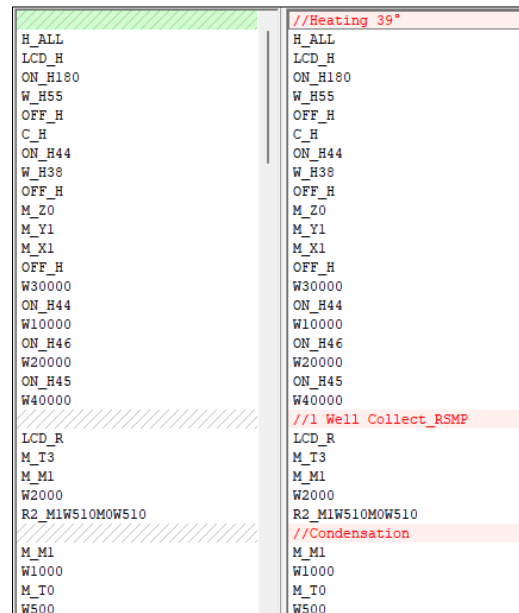 H_ALL
LCD_H
ON_H180
W_H55
OFF_H
C_H
ON_H44
W_H38
OFF_H
M_Z0
M_Y1
M_X1
OFF_H
W30000
ON_H44
W10000
ON_H46
W20000
ON_H45
W40000
LCD_R
M_T3
M_M1
W2000
R2_M1W510M0W510
M_M1
W1000
M_T0
W500
//Heating 39°
H_ALL
LCD_H
ON_H180
W_H55
OFF_H
C_H
ON_H44
W_H38
OFF_H
M_Z0
M_Y1
M_X1
OFF_H
W30000
ON_H44
W10000
ON_H46
W20000
ON_H45
W40000
//1 Well Collect_RSMP
LCD_R
M_T3
M_M1
W2000
R2_M1W510M0W510
//Condensation
M_M1
W1000
M_T0
W500